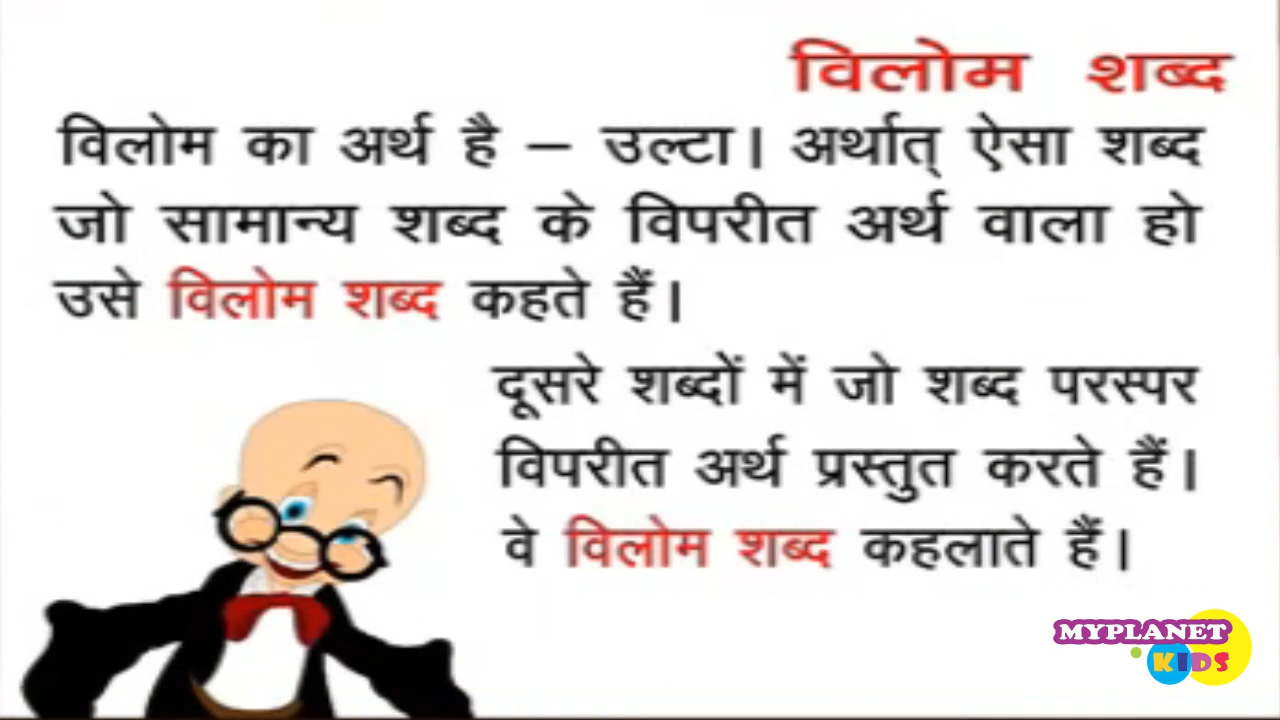 विलोम शब्द
विलोम का अर्थ है – उल्टा। अर्थात् ऐसा शब्द
जो सामान्य शब्द के विपरीत अर्थ वाला हो
उसे विलोम शब्द कहते हैं।
दूसरे शब्दों में जो शब्द परस्पर
विपरीत अर्थ प्रस्तुत करते हैं।
वे विलोम शब्द कहलाते हैं।
MYPLANET
KIDS